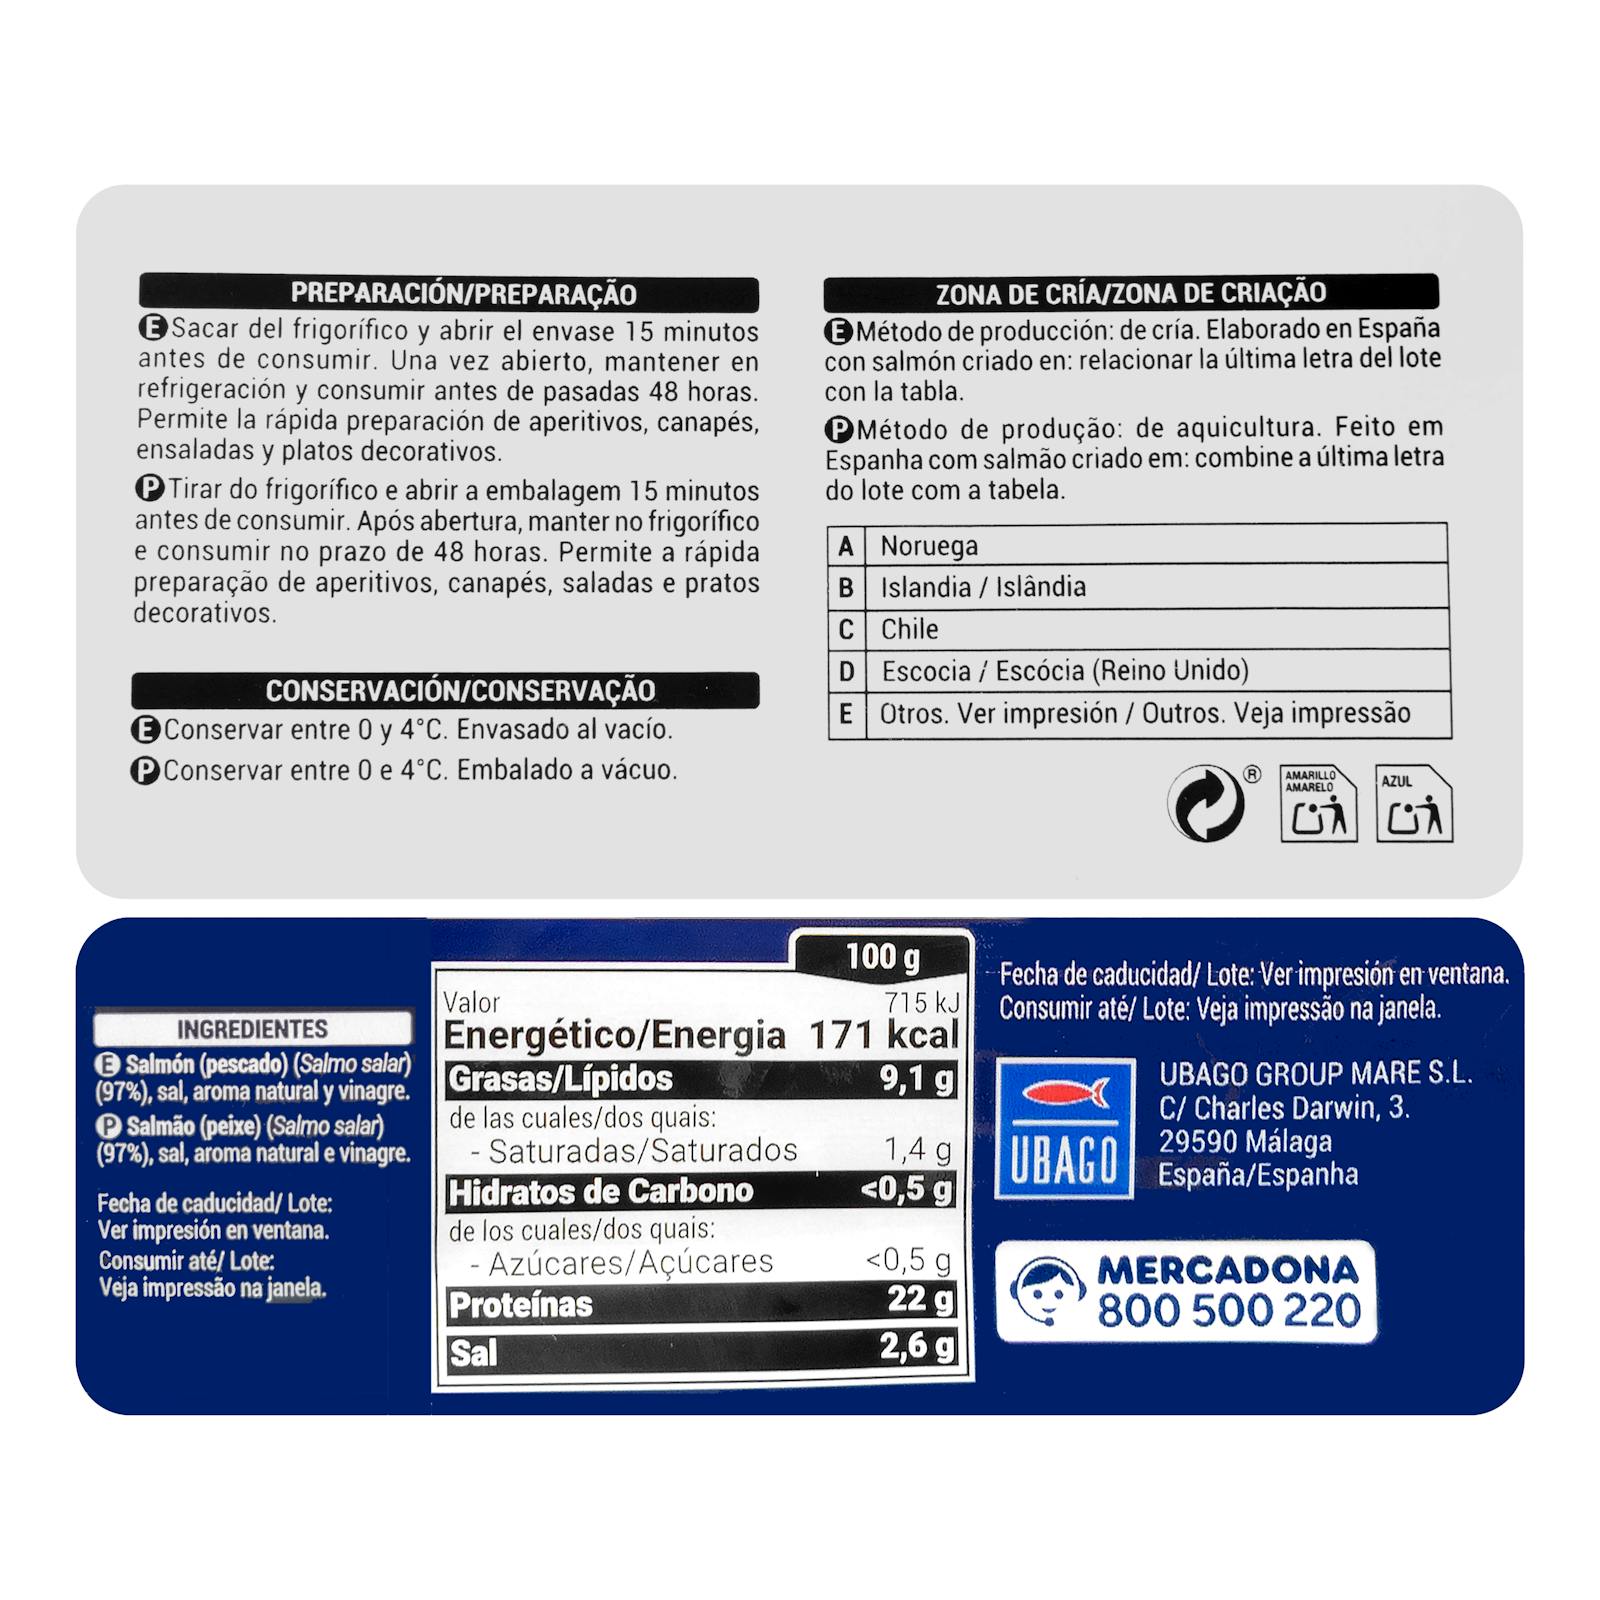 PREPARACIÓN/PREPARAÇÃO
E Sacar del frigorífico y abrir el envase 15 minutos
antes de consumir. Una vez abierto, mantener en
refrigeración y consumir antes de pasadas 48 horas.
Permite la rápida preparación de aperitivos, canapés,
ensaladas y platos decorativos.
P Tirar do frigorífico e abrir a embalagem 15 minutos
antes de consumir. Após abertura, manter no frigorífico
e consumir no prazo de 48 horas. Permite a rápida
preparação de aperitivos, canapés, saladas e pratos
decorativos.
CONSERVACIÓN/CONSERVAÇÃO
E Conservar entre 0 y 4°C. Envasado al vacío.
P Conservar entre 0 e 4°C. Embalado a vácuo.
ZONA DE CRÍA/ZONA DE CRIAÇÃO
E Método de producción: de cría. Elaborado en España
con salmón criado en: relacionar la última letra del lote
con la tabla.
P Método de produção: de aquicultura. Feito em
Espanha com salmão criado em: combine a última letra
do lote com a tabela.
A Noruega
B Islandia / Islândia
C Chile
D Escocia / Escócia (Reino Unido)
E Otros. Ver impresión / Outros. Veja impressão
®
AMARILLO
AMARELO
AZUL
INGREDIENTES
E Salmón (pescado) (Salmo salar)
(97%), sal, aroma natural y vinagre.
P Salmão (peixe) (Salmo salar)
(97%), sal, aroma natural e vinagre.
Fecha de caducidad/ Lote:
Ver impresión en ventana.
Consumir até/ Lote:
Veja impressão na janela.
100 g
Valor 715 kJ
Energético/Energia 171 kcal
Grasas/Lípidos 9,1 g
de las cuales/dos quais:
- Saturadas/Saturados 1,4 g
Hidratos de Carbono <0,5 g
de los cuales/dos quais:
- Azúcares/Açúcares <0,5 g
Proteínas 22 g
Sal 2,6 g
Fecha de caducidad/ Lote: Ver impresión en ventana.
Consumir até/ Lote: Veja impressão na janela.
UBAGO
UBAGO GROUP MARE S.L.
C/ Charles Darwin, 3.
29590 Málaga
España/Espanha
MERCADONA
800 500 220